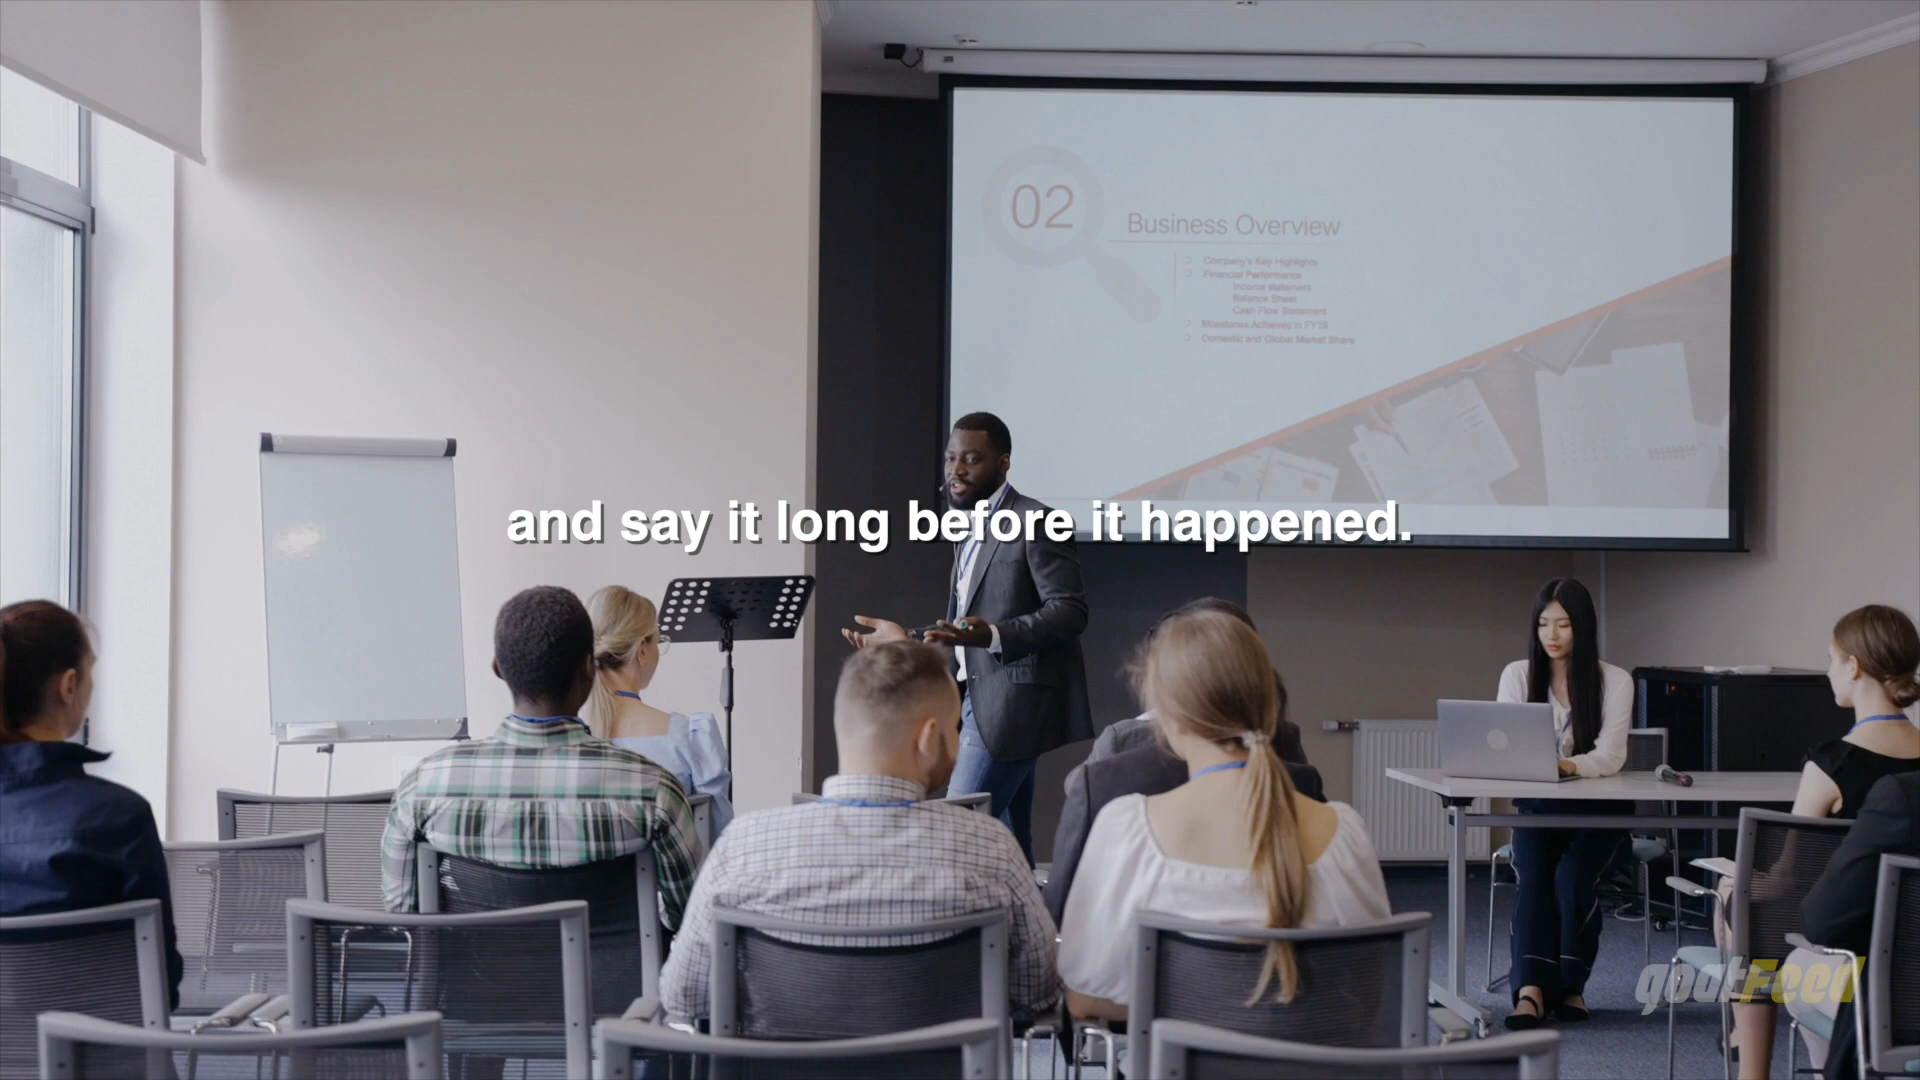 02
Business Overview
Company's Key Highlights
Financial Performance
Income statement
Balance Sheet
Cash Flow Statement
Milestones Achieved in FY19
Domestic and Global Market Share
and say it long before it happened.
goatFeed